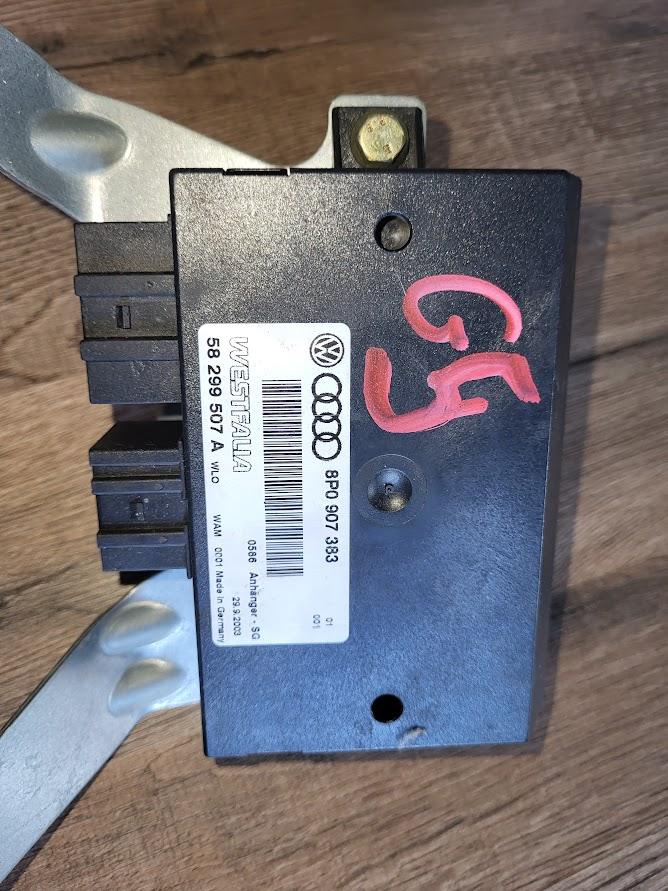 8P0 907 383
01
001
0586 Anhänger - SG
29.9.2003
WESTFALIA
58 299 507 A WLO WAM 0001 Made in Germany
G5